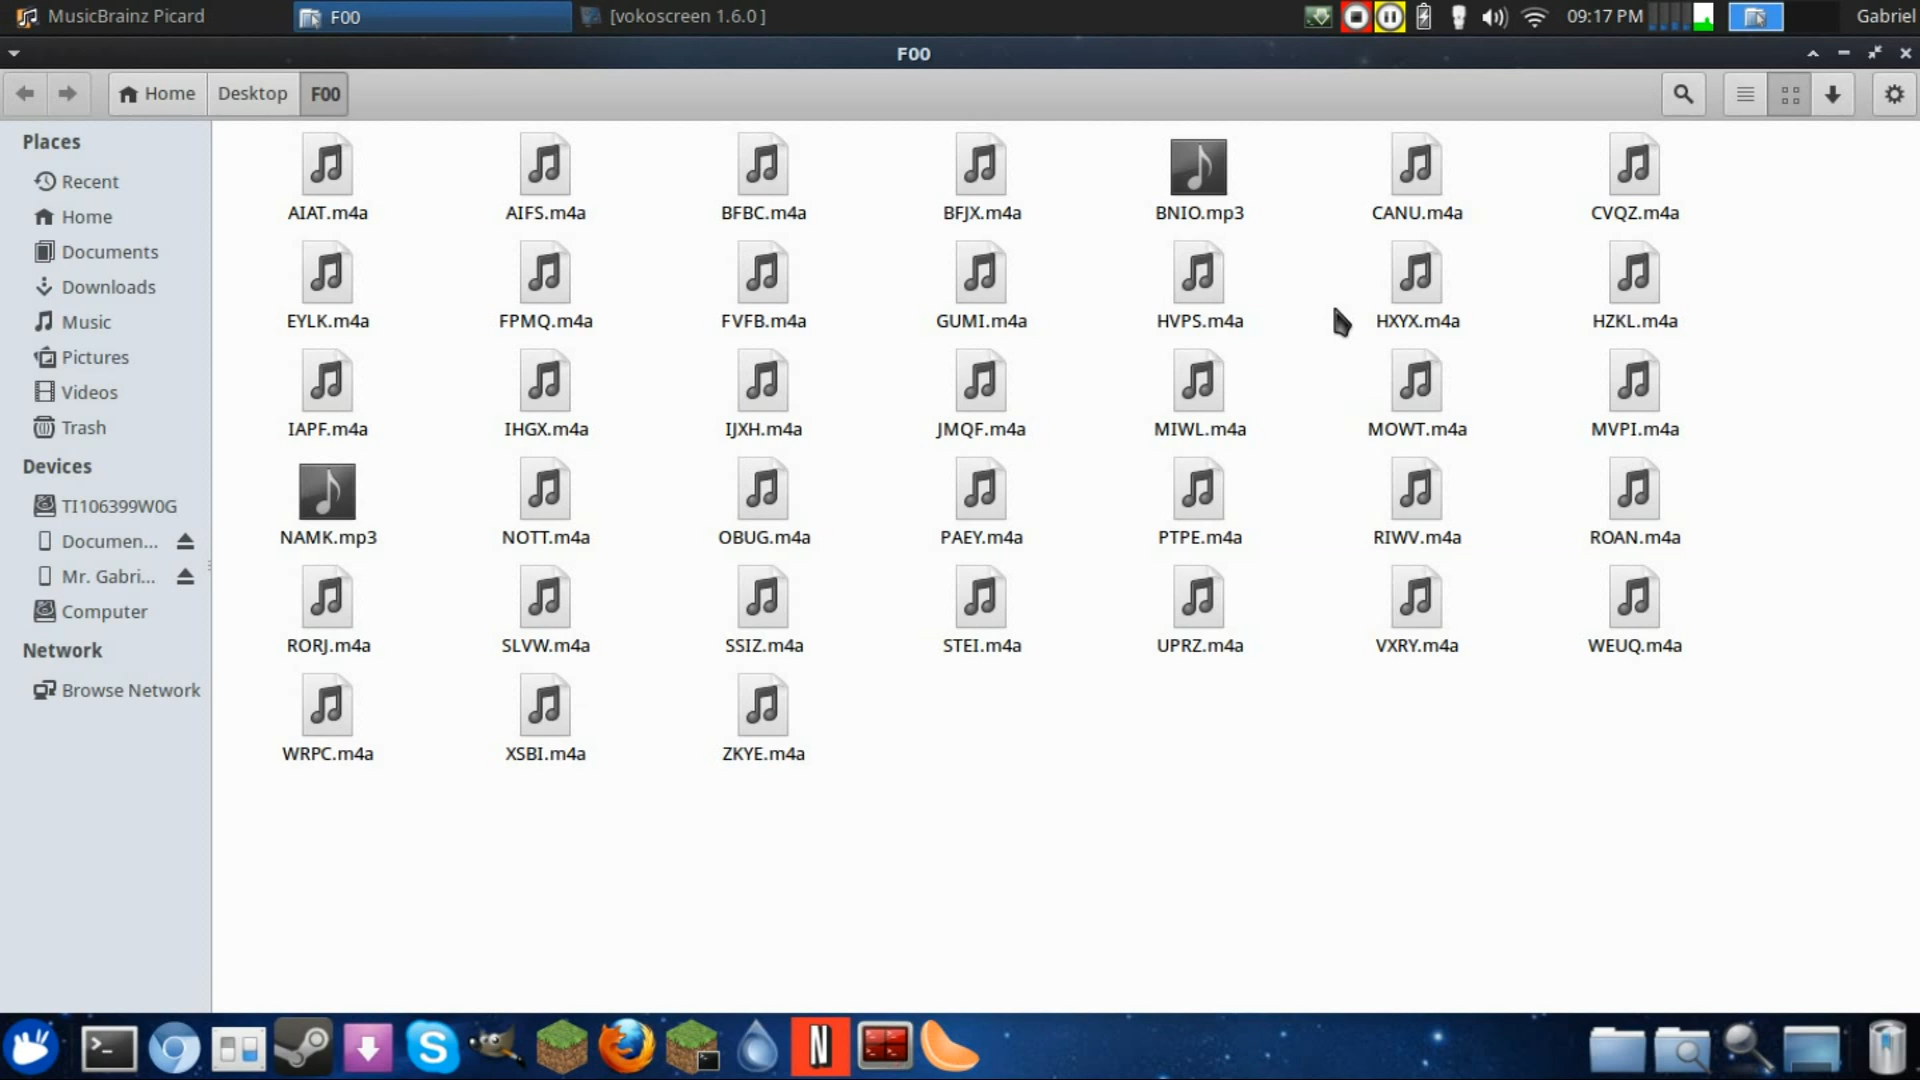 MusicBrainz Picard F00 [vokoscreen 1.6.0 ] 09:17 PM Gabriel
F00
Home Desktop F00
Places
Recent
Home
Documents
Downloads
Music
Pictures
Videos
Trash
Devices
TI106399W0G
Documen...
Mr. Gabri...
Computer
Network
Browse Network
AIAT.m4a AIFS.m4a BFBC.m4a BFJX.m4a BNIO.mp3 CANU.m4a CVQZ.m4a
EYLK.m4a FPMQ.m4a FVFB.m4a GUMI.m4a HVPS.m4a HXYX.m4a HZKL.m4a
IAPF.m4a IHGX.m4a IJXH.m4a JMQF.m4a MIWL.m4a MOWT.m4a MVPI.m4a
NAMK.mp3 NOTT.m4a OBUG.m4a PAEY.m4a PTPE.m4a RIWV.m4a ROAN.m4a
RORJ.m4a SLVW.m4a SSIZ.m4a STEI.m4a UPRZ.m4a VXRY.m4a WEUQ.m4a
WRPC.m4a XSBI.m4a ZKYE.m4a
S N